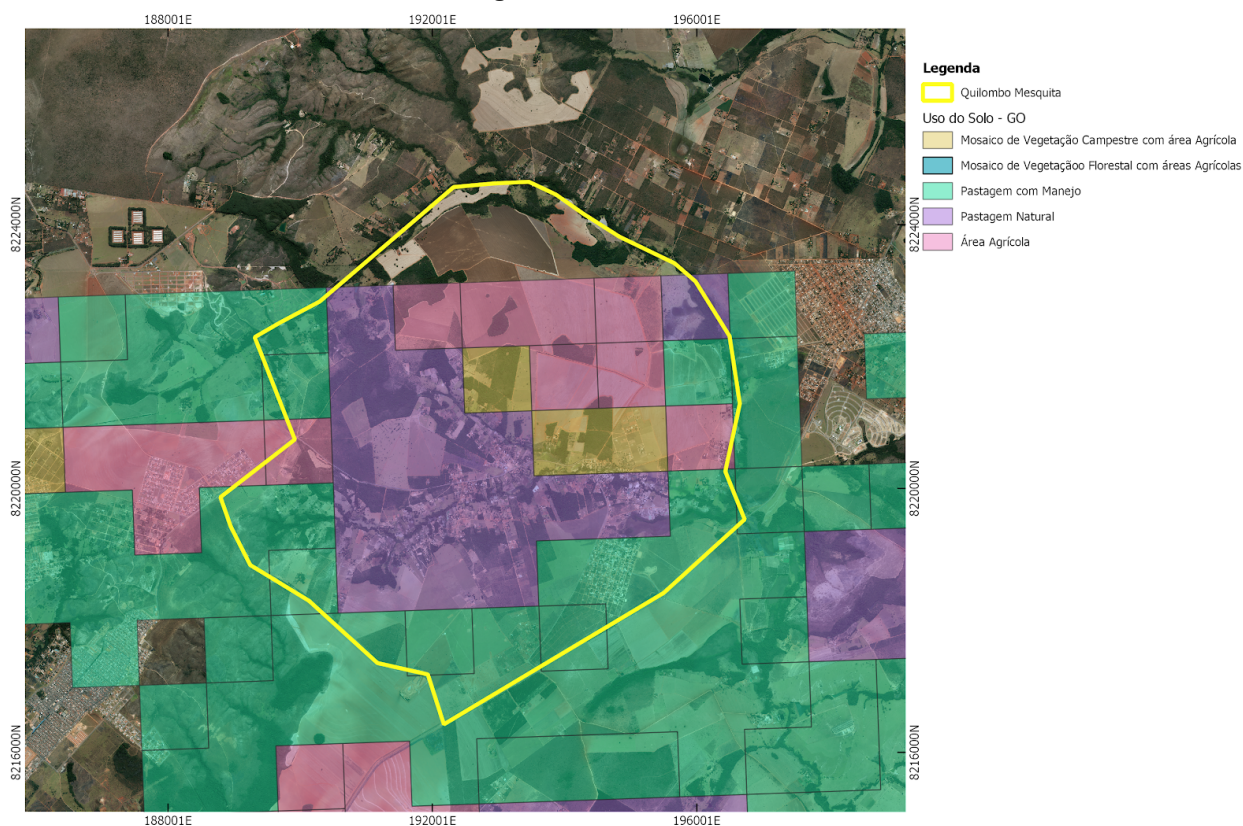 188001E
192001E
196001E
Legenda
Quilombo Mesquita
Uso do Solo - GO
Mosaico de Vegetação Campestre com área Agrícola
Mosaico de Vegetaçãoo Florestal com áreas Agrícolas
Pastagem com Manejo
Pastagem Natural
Área Agrícola
8224000N
8224000N
8220000N
8220000N
8216000N
8216000N
188001E
192001E
196001E